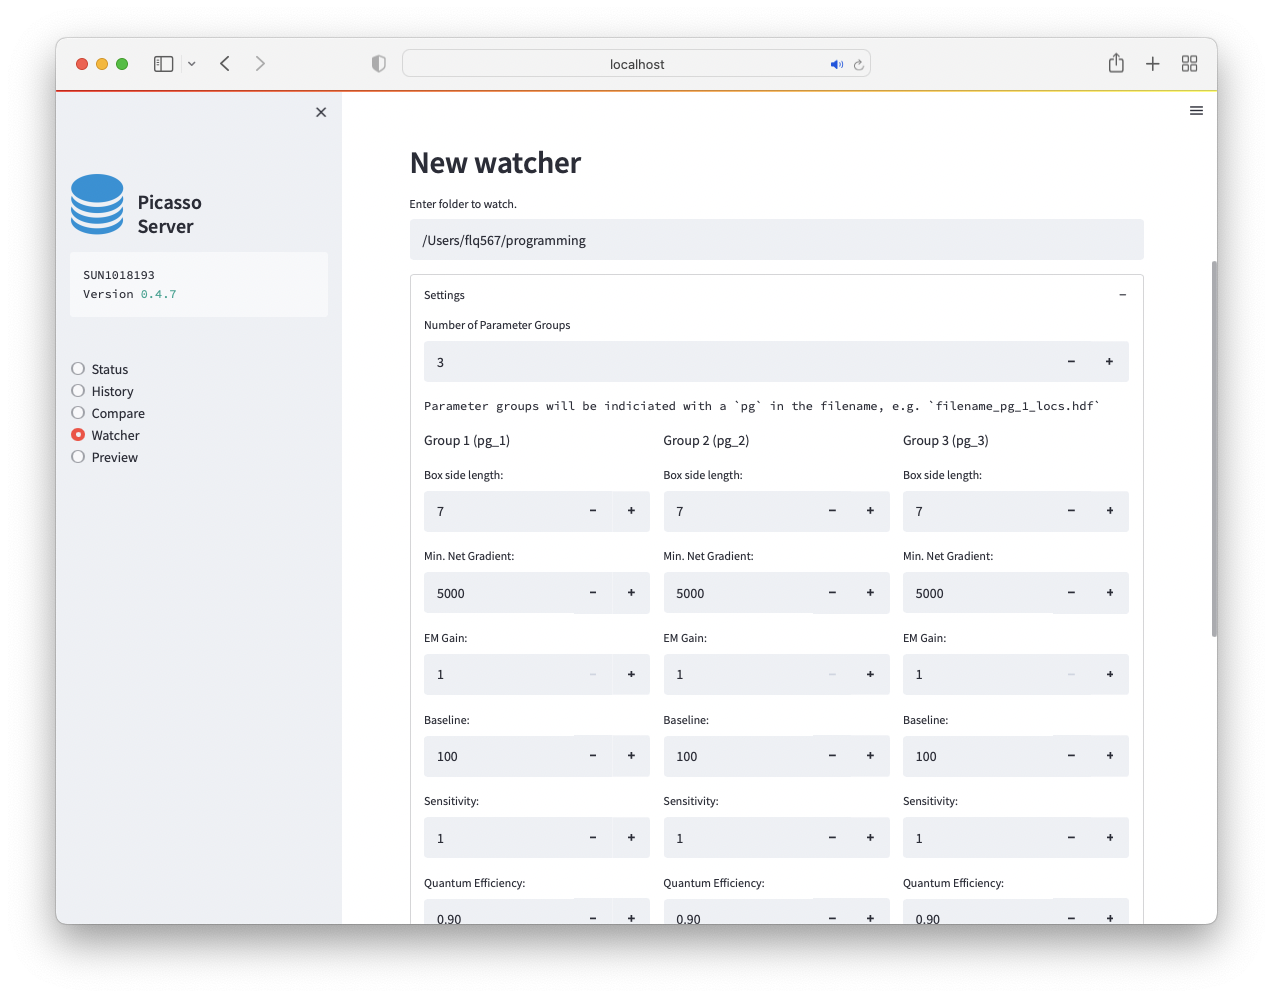 localhost
Picasso
Server
SUN1018193
Version 0.4.7
Status
History
Compare
Watcher
Preview
New watcher
Enter folder to watch.
/Users/flq567/programming
Settings
Number of Parameter Groups
3
Parameter groups will be indiciated with a `pg` in the filename, e.g. `filename_pg_1_locs.hdf`
Group 1 (pg_1) Group 2 (pg_2) Group 3 (pg_3)
Box side length: Box side length: Box side length:
7 7 7
Min. Net Gradient: Min. Net Gradient: Min. Net Gradient:
5000 5000 5000
EM Gain: EM Gain: EM Gain:
1 1 1
Baseline: Baseline: Baseline:
100 100 100
Sensitivity: Sensitivity: Sensitivity:
1 1 1
Quantum Efficiency: Quantum Efficiency: Quantum Efficiency:
0.90 0.90 0.90